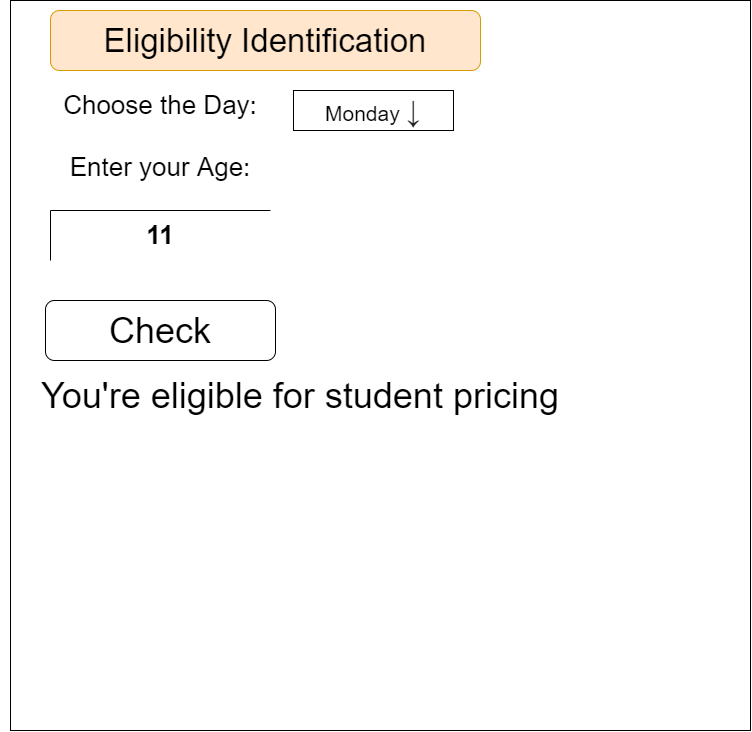 Eligibility Identification
Choose the Day: Monday ↓
Enter your Age:
11
Check
You're eligible for student pricing